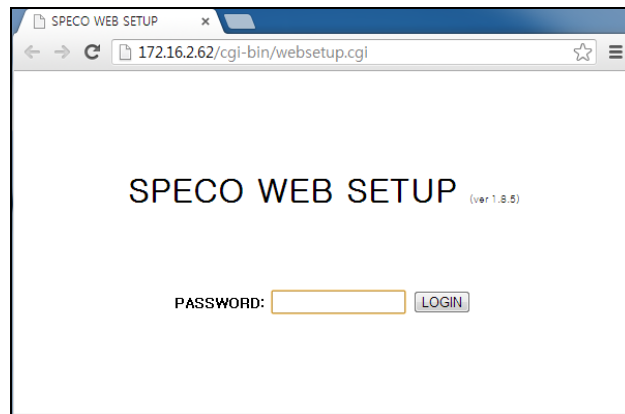 SPECO WEB SETUP
172.16.2.62/cgi-bin/websetup.cgi
SPECO WEB SETUP (ver 1.8.5)
PASSWORD: LOGIN